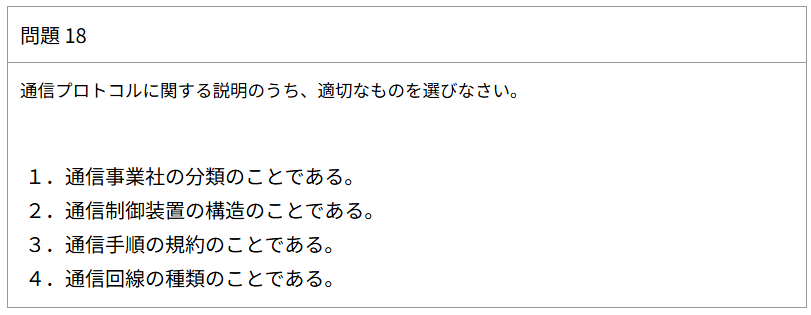 問題 18
通信プロトコルに関する説明のうち、適切なものを選びなさい。
１．通信事業社の分類のことである。
２．通信制御装置の構造のことである。
３．通信手順の規約のことである。
４．通信回線の種類のことである。